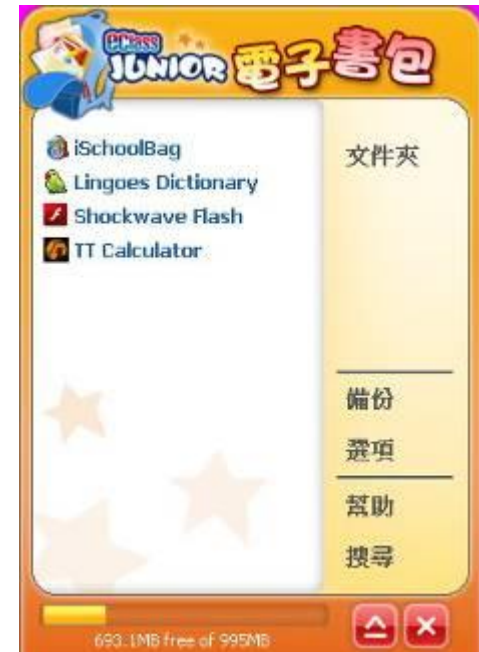 eClass
JUNIOR 電子書包
iSchoolBag
Lingoes Dictionary
Shockwave Flash
TT Calculator
文件夾
備份
選項
幫助
搜尋
693.1MB free of 995MB